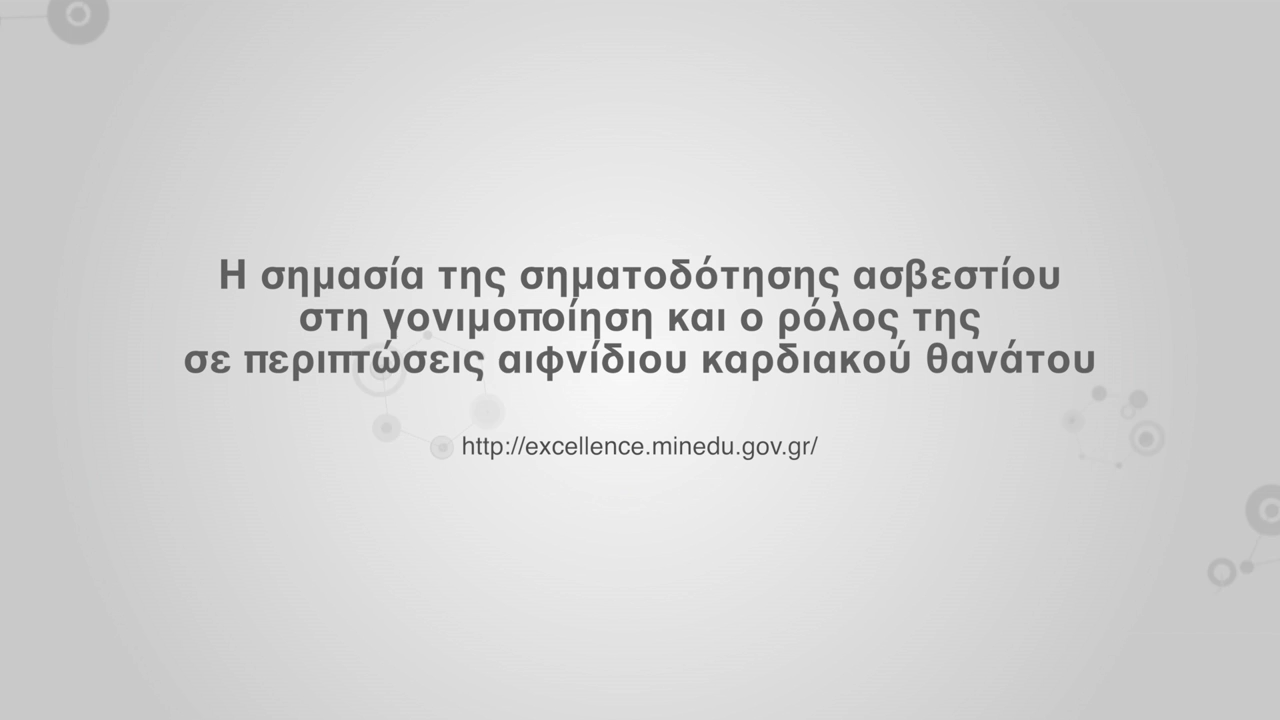 Η σημασία της σηματοδότησης ασβεστίου
στη γονιμοποίηση και ο ρόλος της
σε περιπτώσεις αιφνίδιου καρδιακού θανάτου
http://excellence.minedu.gov.gr/